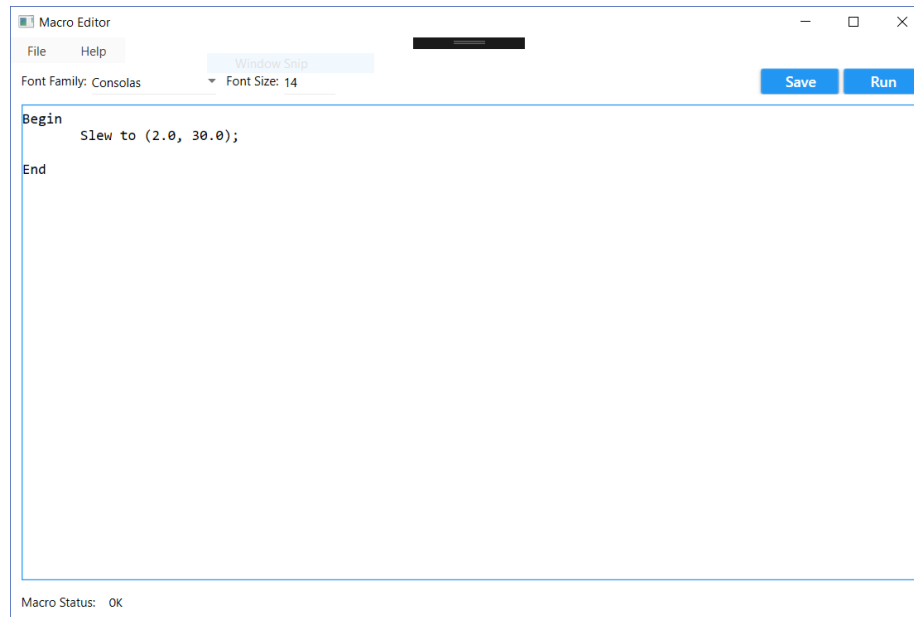 Macro Editor
File Help
Window Snip
Font Family: Consolas Font Size: 14 Save Run
Begin
Slew to (2.0, 30.0);
End
Macro Status: OK